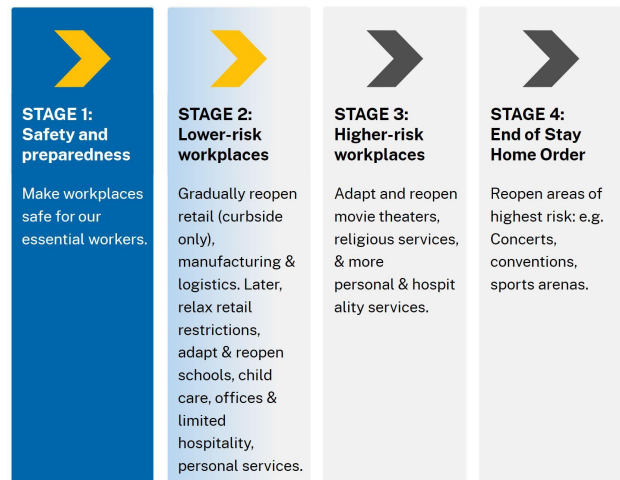 STAGE 1:
Safety and
preparedness
Make workplaces
safe for our
essential workers.
STAGE 2:
Lower-risk
workplaces
Gradually reopen
retail (curbside
only),
manufacturing &
logistics. Later,
relax retail
restrictions,
adapt & reopen
schools, child
care, offices &
limited
hospitality,
personal services.
STAGE 3:
Higher-risk
workplaces
Adapt and reopen
movie theaters,
religious services,
& more
personal & hospit
ality services.
STAGE 4:
End of Stay
Home Order
Reopen areas of
highest risk: e.g.
Concerts,
conventions,
sports arenas.